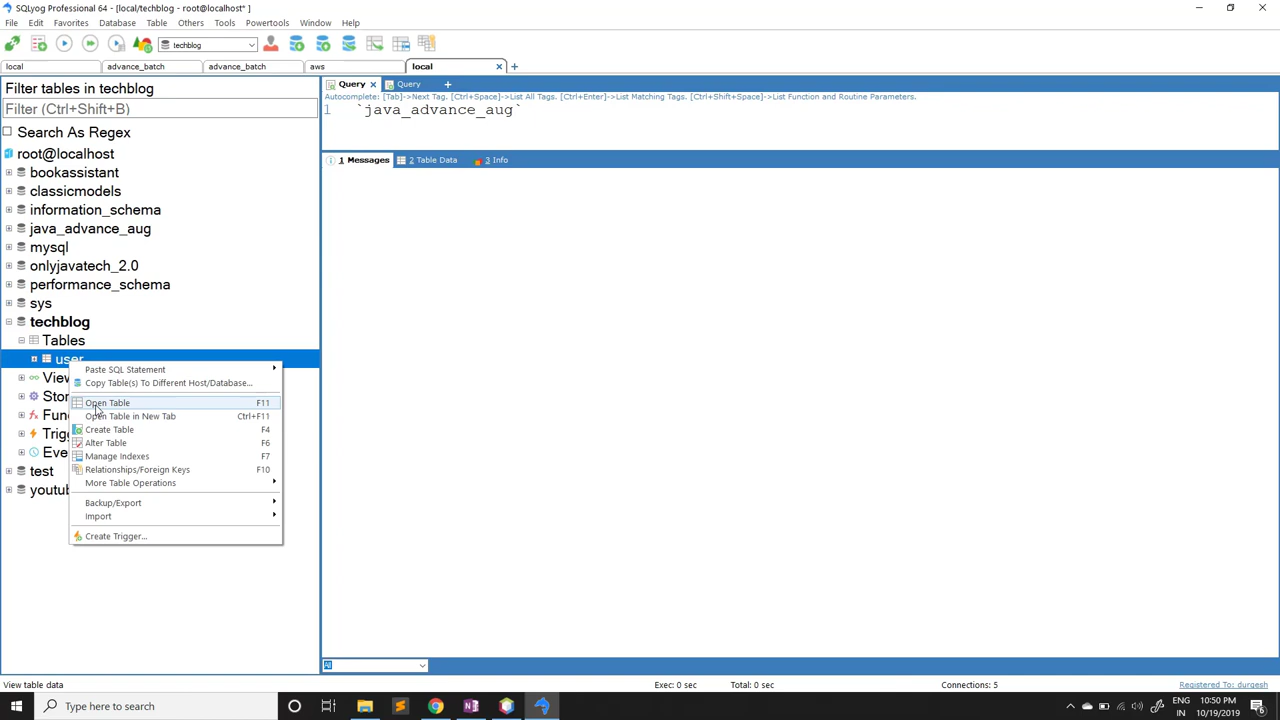 SQLyog Professional 64 - [local/techblog - root@localhost* ]
File Edit Favorites Database Table Others Tools Powertools Window Help
techblog
local advance_batch advance_batch aws local
Filter tables in techblog
Filter (Ctrl+Shift+B)
Search As Regex
root@localhost
bookassistant
classicmodels
information_schema
java_advance_aug
mysql
onlyjavatech_2.0
performance_schema
sys
techblog
Tables
user
View
Stor
Func
Trig
Eve
test
youtub
Paste SQL Statement
Copy Table(s) To Different Host/Database...
Open Table F11
Open Table in New Tab Ctrl+F11
Create Table F4
Alter Table F6
Manage Indexes F7
Relationships/Foreign Keys F10
More Table Operations
Backup/Export
Import
Create Trigger...
Query Query
Autocomplete: [Tab]->Next Tag. [Ctrl+Space]->List All Tags. [Ctrl+Enter]->List Matching Tags. [Ctrl+Shift+Space]->List Function and Routine Parameters.
1 `java_advance_aug`
1 Messages 2 Table Data 3 Info
All
View table data Exec: 0 sec Total: 0 sec Connections: 5 Registered To: durgesh
Type here to search
ENG
IN
10:50 PM
10/19/2019
6